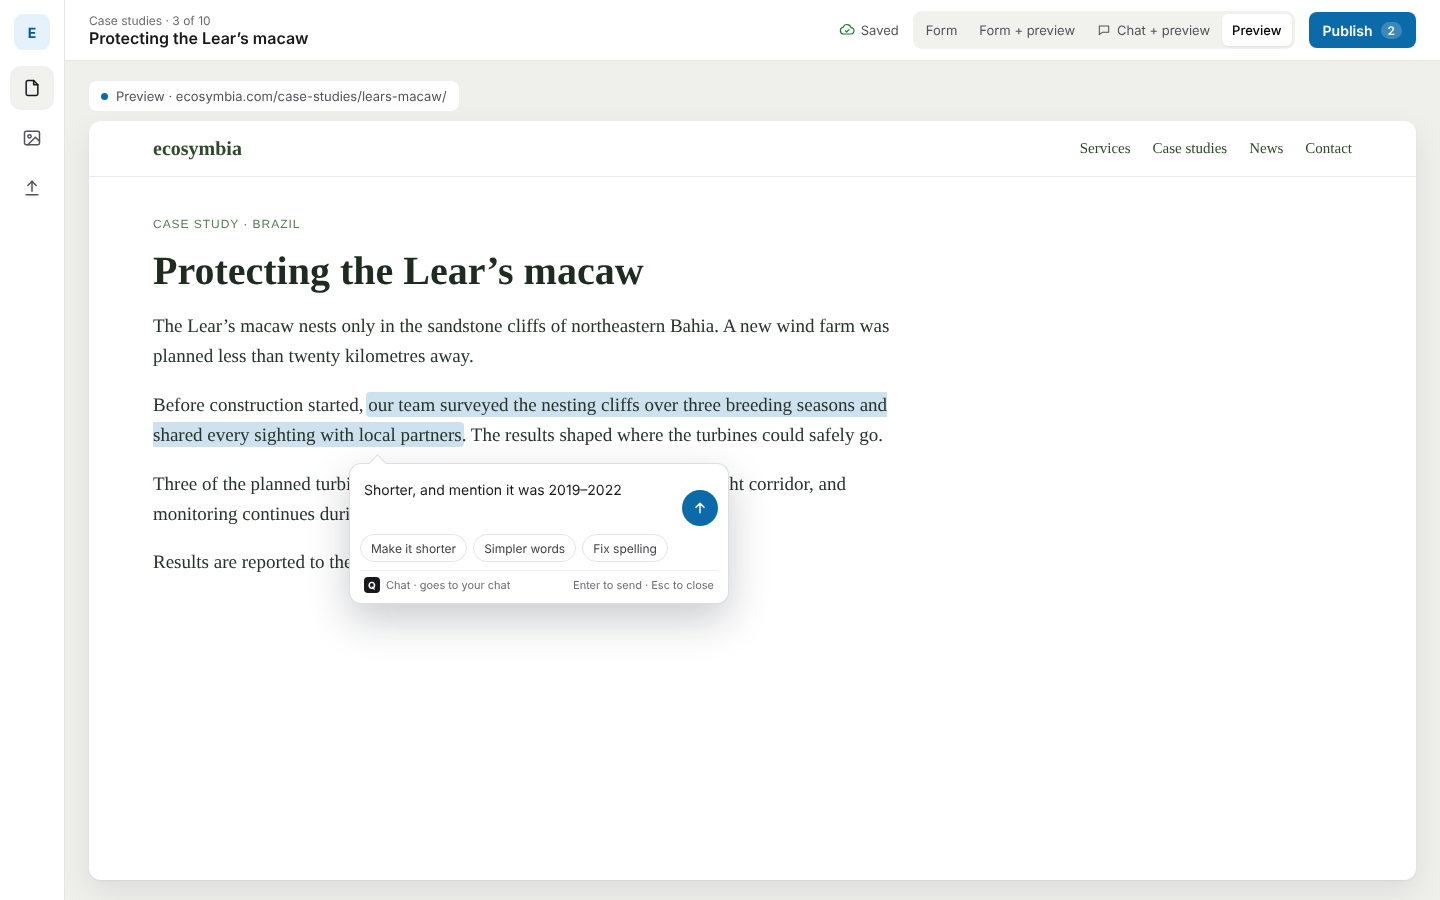 E
Case studies · 3 of 10
Protecting the Lear’s macaw
Saved
Form
Form + preview
Chat + preview
Preview
Publish 2
Preview · ecosymbia.com/case-studies/lears-macaw/
ecosymbia
Services
Case studies
News
Contact
CASE STUDY · BRAZIL
Protecting the Lear’s macaw
The Lear’s macaw nests only in the sandstone cliffs of northeastern Bahia. A new wind farm was
planned less than twenty kilometres away.
Before construction started, our team surveyed the nesting cliffs over three breeding seasons and
shared every sighting with local partners. The results shaped where the turbines could safely go.
Three of the planned
corridor, and
monitoring continues
Results are reported to the
Shorter, and mention it was 2019–2022
Make it shorter
Simpler words
Fix spelling
Q Chat · goes to your chat
Enter to send · Esc to close